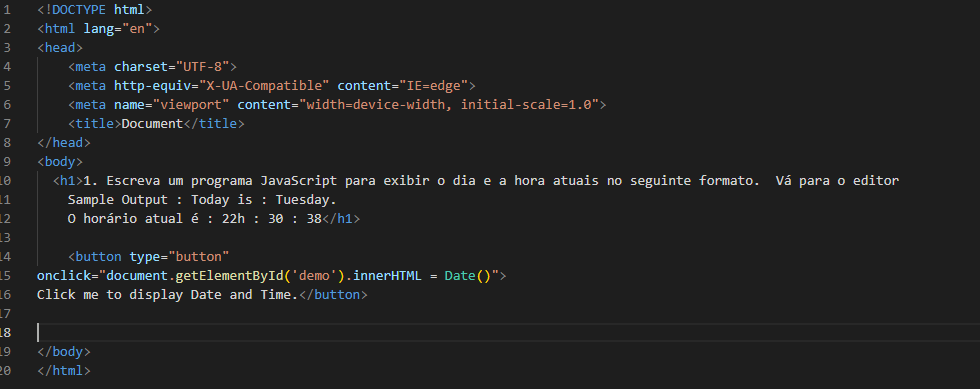 1 <!DOCTYPE html>
2 <html lang="en">
3 <head>
4 <meta charset="UTF-8">
5 <meta http-equiv="X-UA-Compatible" content="IE=edge">
6 <meta name="viewport" content="width=device-width, initial-scale=1.0">
7 <title>Document</title>
8 </head>
9 <body>
10 <h1>1. Escreva um programa JavaScript para exibir o dia e a hora atuais no seguinte formato.  Vá para o editor
11 Sample Output : Today is : Tuesday.
12 O horário atual é : 22h : 30 : 38</h1>
13
14 <button type="button"
15 onclick="document.getElementById('demo').innerHTML = Date()">
16 Click me to display Date and Time.</button>
17
18
19 </body>
20 </html>